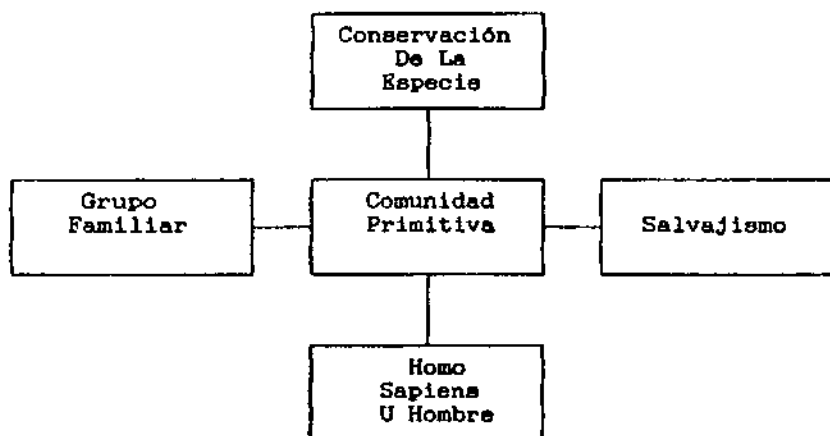 Conservación
De La
Especie
Grupo
Familiar
Comunidad
Primitiva
Salvajismo
Homo
Sapiens
U Hombre